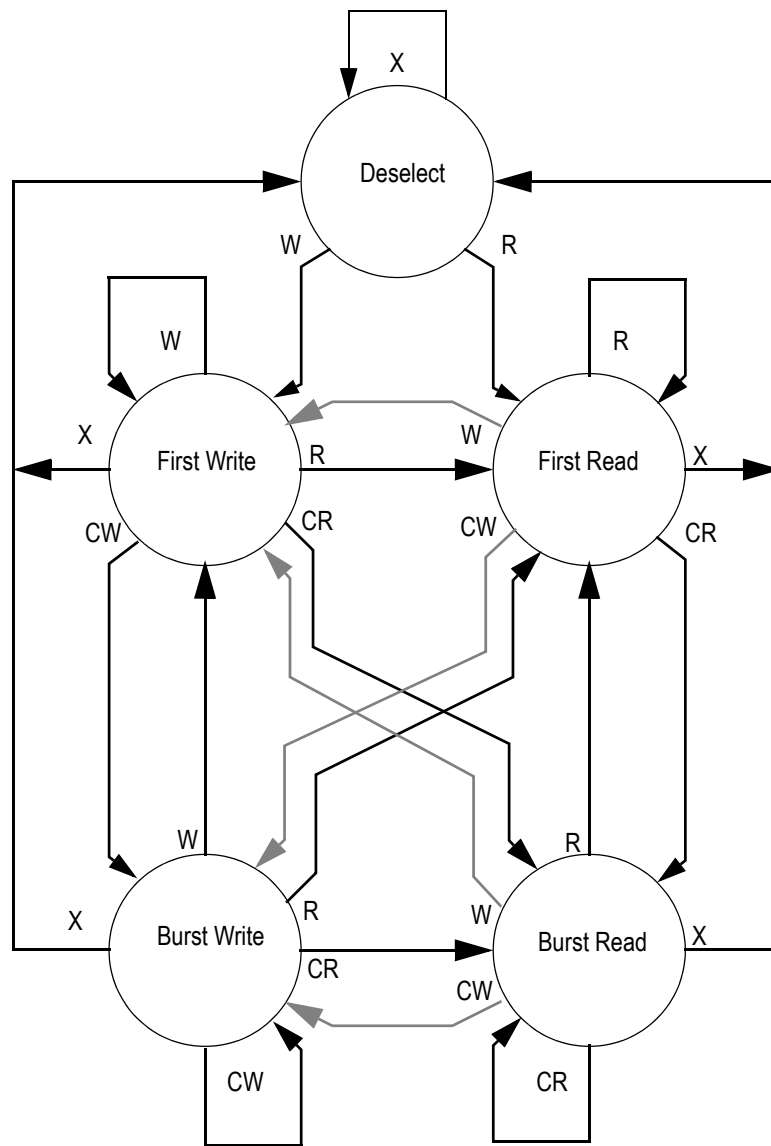 X
Deselect
W
R
W
R
X
W
First Write
R
First Read
X
CW
CR
CW
CR
W
R
X
R
W
Burst Write
Burst Read
X
CR
CW
CW
CR